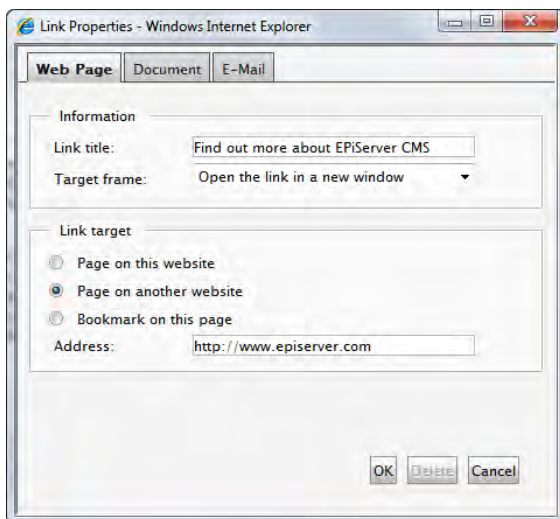 Link Properties - Windows Internet Explorer
Web Page Document E-Mail
Information
Link title: Find out more about EPiServer CMS
Target frame: Open the link in a new window
Link target
Page on this website
Page on another website
Bookmark on this page
Address: http://www.episerver.com
OK Delete Cancel